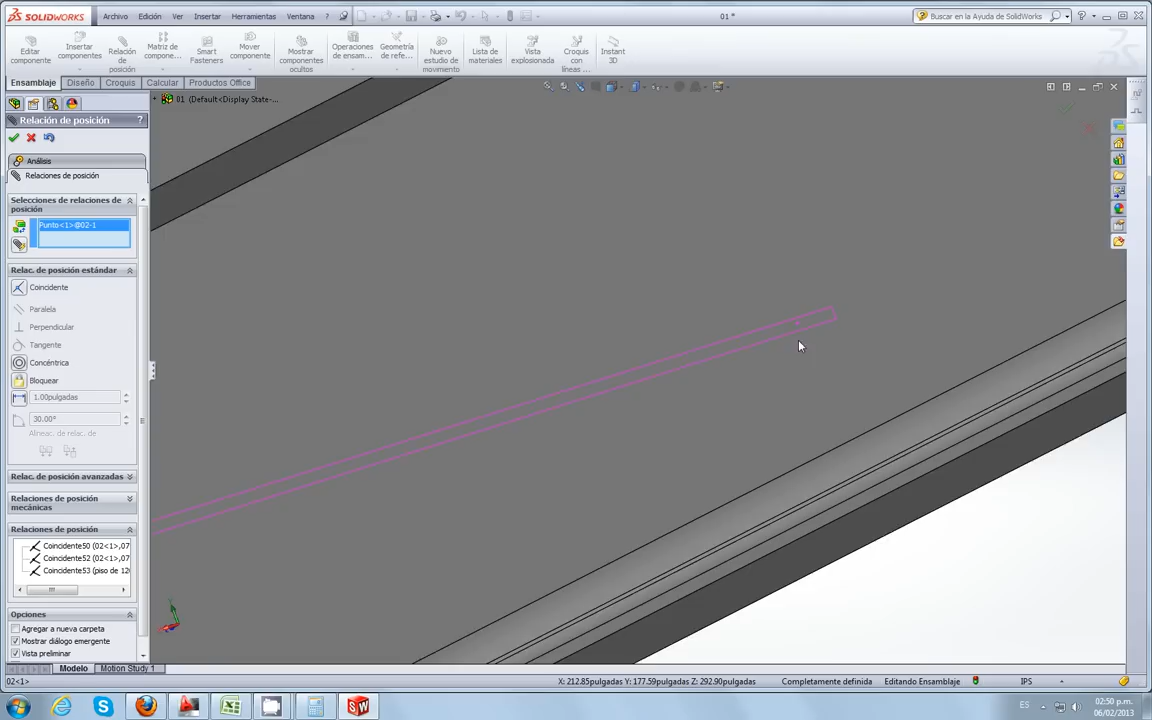 SOLIDWORKS
Archivo Edición Ver Insertar Herramientas Ventana ?
01 *
Buscar en la Ayuda de SolidWorks
Editar componente
Insertar componentes
Relación de posición
Matriz de compone...
Smart Fasteners
Mover componente
Mostrar componentes ocultos
Operaciones de ensam...
Geometría de refe...
Nuevo estudio de movimiento
Lista de materiales
Vista explosionada
Croquis con líneas ...
Instant 3D
Ensamblaje Diseño Croquis Calcular Productos Office
01 (Default<Display State-...
Relación de posición ?
Análisis
Relaciones de posición
Selecciones de relaciones de
posición
Punto<1>@02-1
Relac. de posición estándar
Coincidente
Paralela
Perpendicular
Tangente
Concéntrica
Bloquear
1.00pulgadas
30.00°
Alineac. de relac. de
Relac. de posición avanzadas
Relaciones de posición
mecánicas
Relaciones de posición
Coincidente50 (02<1>,07
Coincidente52 (02<1>,07
Coincidente53 (piso de 120
Opciones
Agregar a nueva carpeta
Mostrar diálogo emergente
Vista preliminar
Modelo Motion Study 1
02<1>
X: 212.85pulgadas Y: 177.59pulgadas Z: 292.90pulgadas Completamente definida Editando Ensamblaje IPS
ES
02:50 p.m.
06/02/2013